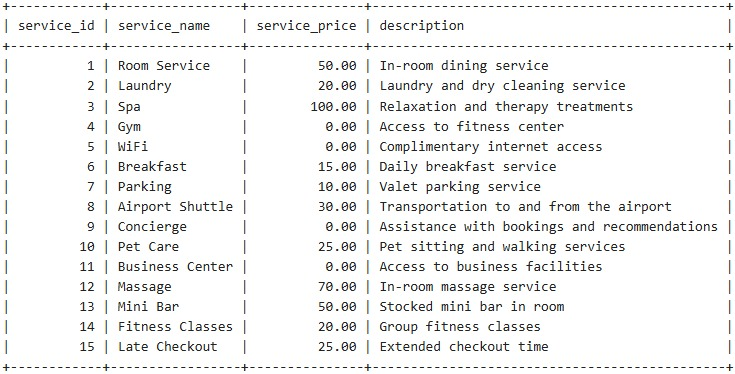 +------------+------------------+---------------+---------------------------------------------+
| service_id | service_name     | service_price | description                                 |
+------------+------------------+---------------+---------------------------------------------+
|          1 | Room Service     |         50.00 | In-room dining service                      |
|          2 | Laundry          |         20.00 | Laundry and dry cleaning service            |
|          3 | Spa              |        100.00 | Relaxation and therapy treatments           |
|          4 | Gym              |          0.00 | Access to fitness center                    |
|          5 | WiFi             |          0.00 | Complimentary internet access               |
|          6 | Breakfast        |         15.00 | Daily breakfast service                     |
|          7 | Parking          |         10.00 | Valet parking service                       |
|          8 | Airport Shuttle  |         30.00 | Transportation to and from the airport      |
|          9 | Concierge        |          0.00 | Assistance with bookings and recommendations |
|         10 | Pet Care         |         25.00 | Pet sitting and walking services            |
|         11 | Business Center  |          0.00 | Access to business facilities               |
|         12 | Massage          |         70.00 | In-room massage service                     |
|         13 | Mini Bar         |         50.00 | Stocked mini bar in room                    |
|         14 | Fitness Classes  |         20.00 | Group fitness classes                       |
|         15 | Late Checkout    |         25.00 | Extended checkout time                      |
+------------+------------------+---------------+---------------------------------------------+